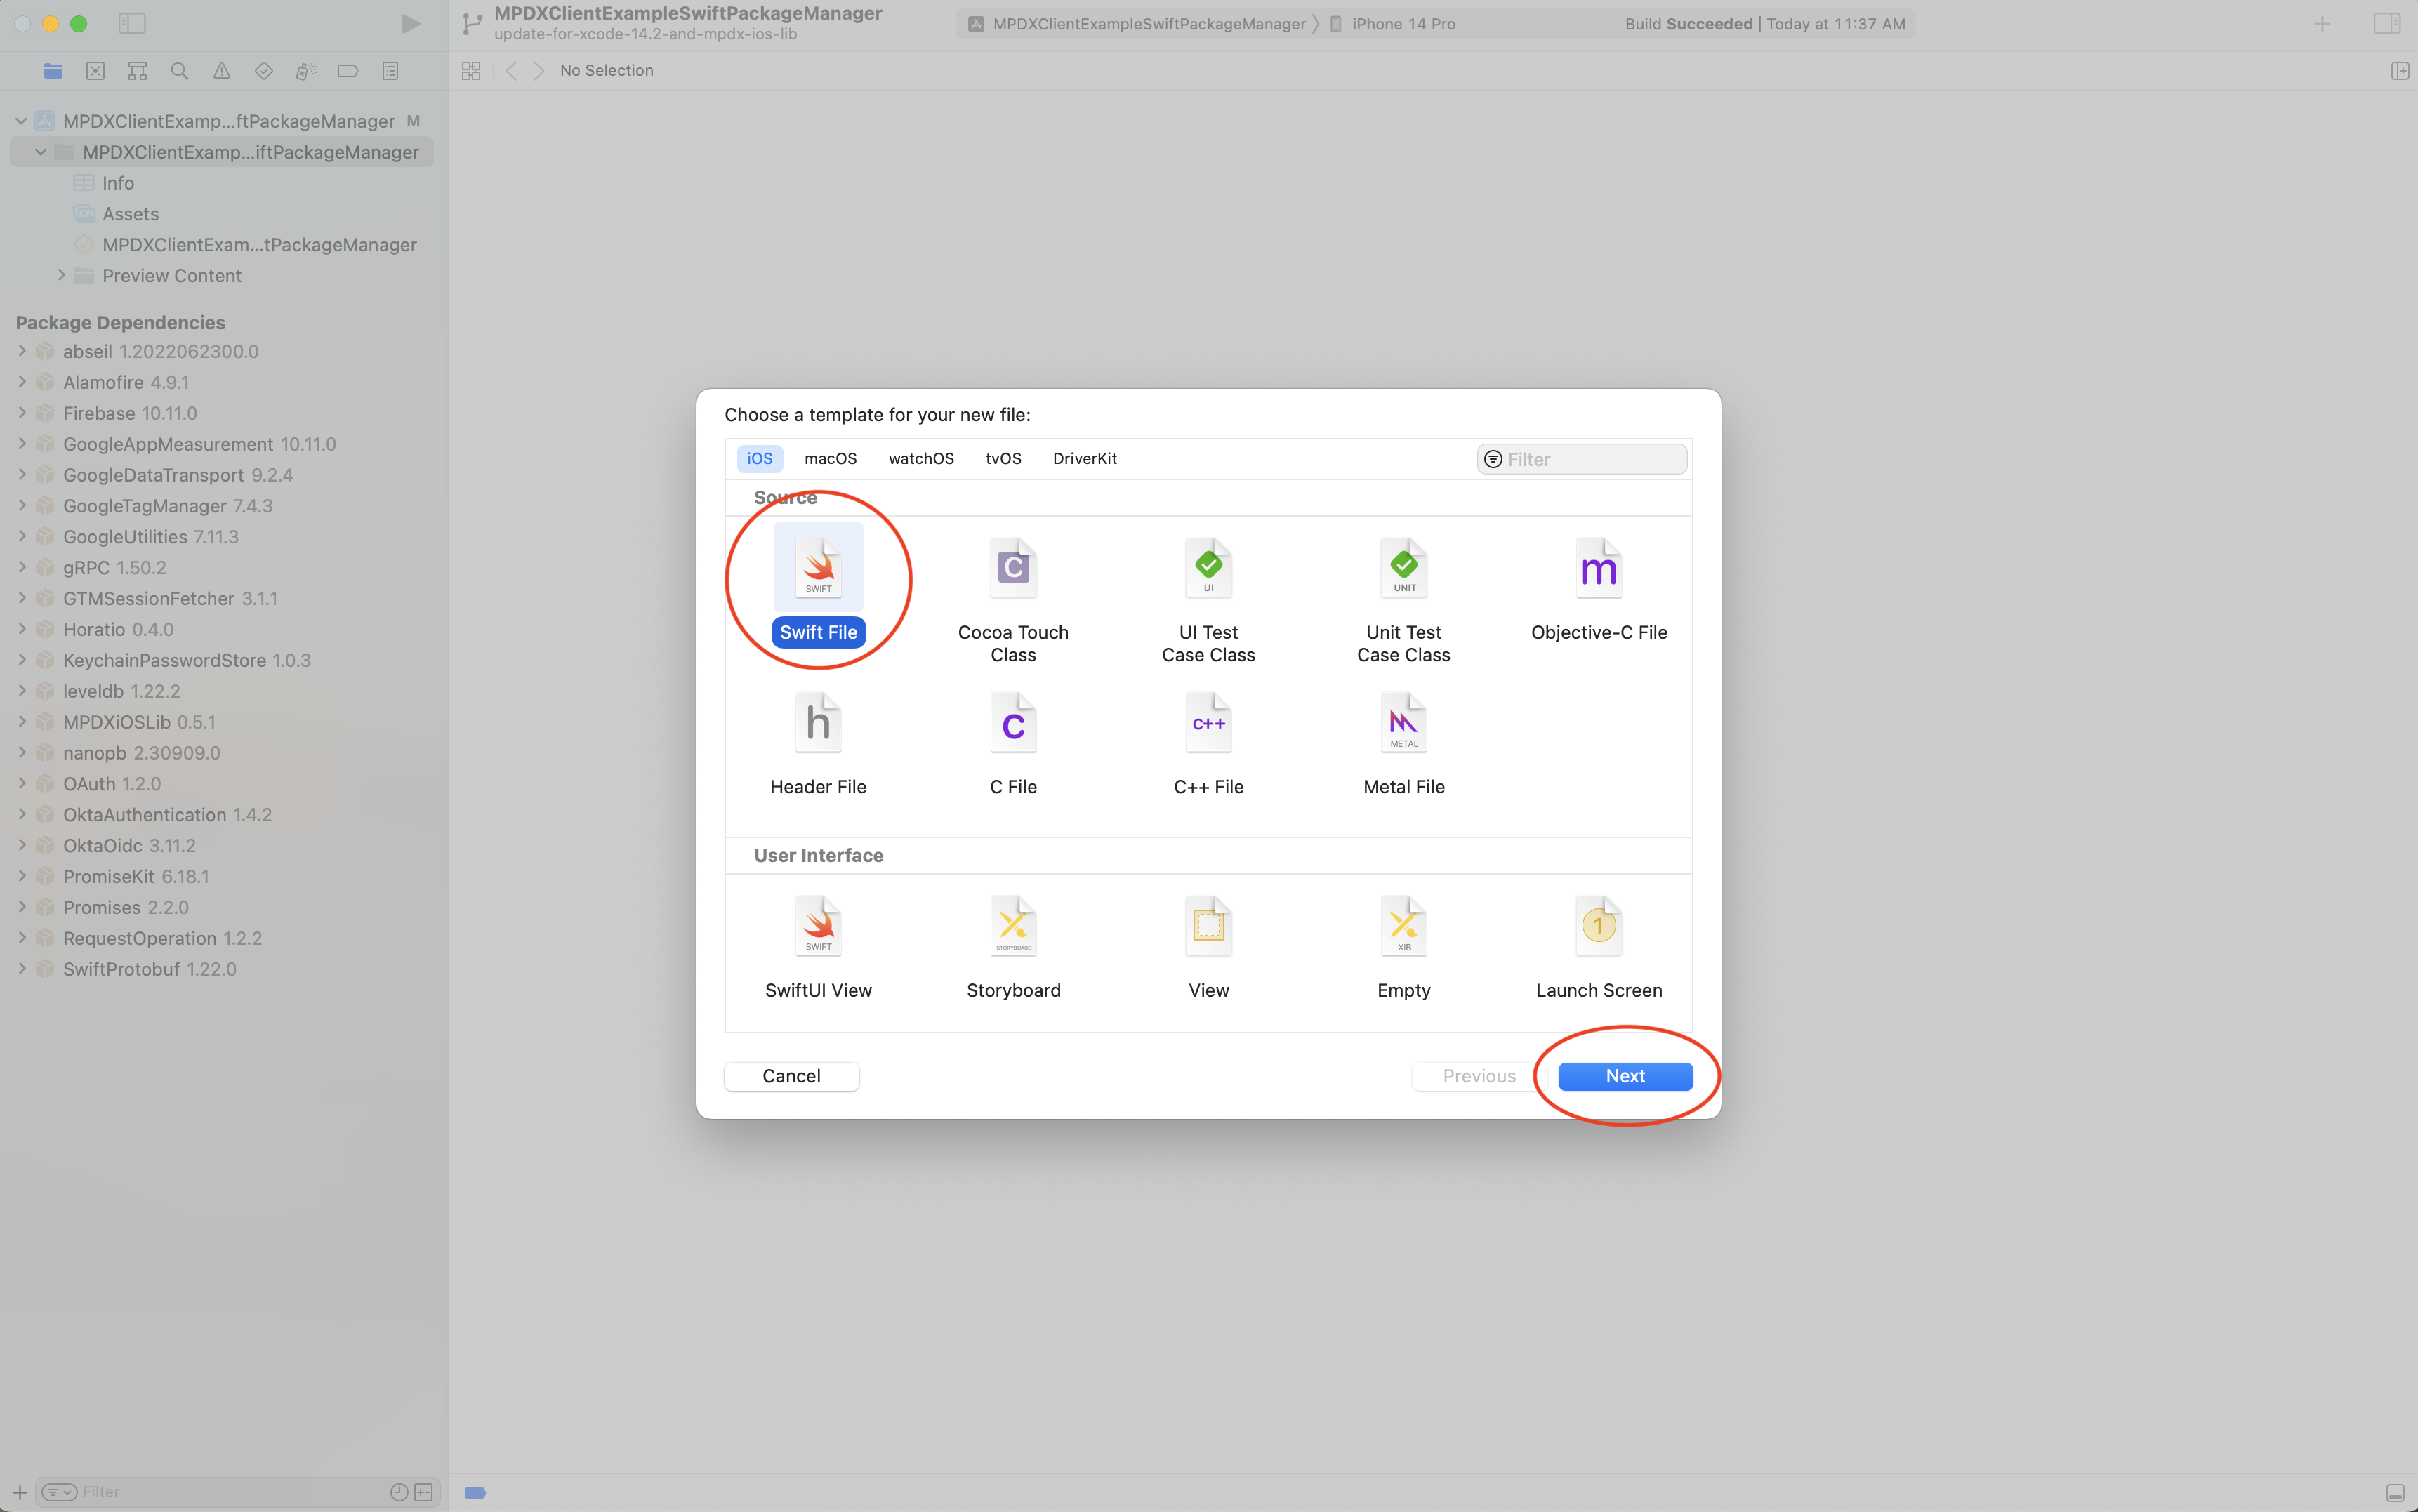 MPDXClientExampleSwiftPackageManager
update-for-xcode-14.2-and-mpdx-ios-lib
MPDXClientExampleSwiftPackageManager
iPhone 14 Pro
Build Succeeded | Today at 11:37 AM
No Selection
MPDXClientExamp...ftPackageManager M
MPDXClientExamp...iftPackageManager
Info
Assets
MPDXClientExam...tPackageManager
Preview Content
Package Dependencies
abseil 1.2022062300.0
Alamofire 4.9.1
Firebase 10.11.0
GoogleAppMeasurement 10.11.0
GoogleDataTransport 9.2.4
GoogleTagManager 7.4.3
GoogleUtilities 7.11.3
gRPC 1.50.2
GTMSessionFetcher 3.1.1
Horatio 0.4.0
KeychainPasswordStore 1.0.3
leveldb 1.22.2
MPDXiOSLib 0.5.1
nanopb 2.30909.0
OAuth 1.2.0
OktaAuthentication 1.4.2
OktaOidc 3.11.2
PromiseKit 6.18.1
Promises 2.2.0
RequestOperation 1.2.2
SwiftProtobuf 1.22.0
Filter
Choose a template for your new file:
iOS macOS watchOS tvOS DriverKit
Filter
Source
SWIFT
Swift File
C
Cocoa Touch
Class
UI
UI Test
Case Class
UNIT
Unit Test
Case Class
m
Objective-C File
h
Header File
C
C File
C++
C++ File
METAL
Metal File
User Interface
SWIFT
SwiftUI View
STORYBOARD
Storyboard
View
XIB
Empty
1
Launch Screen
Cancel
Previous
Next